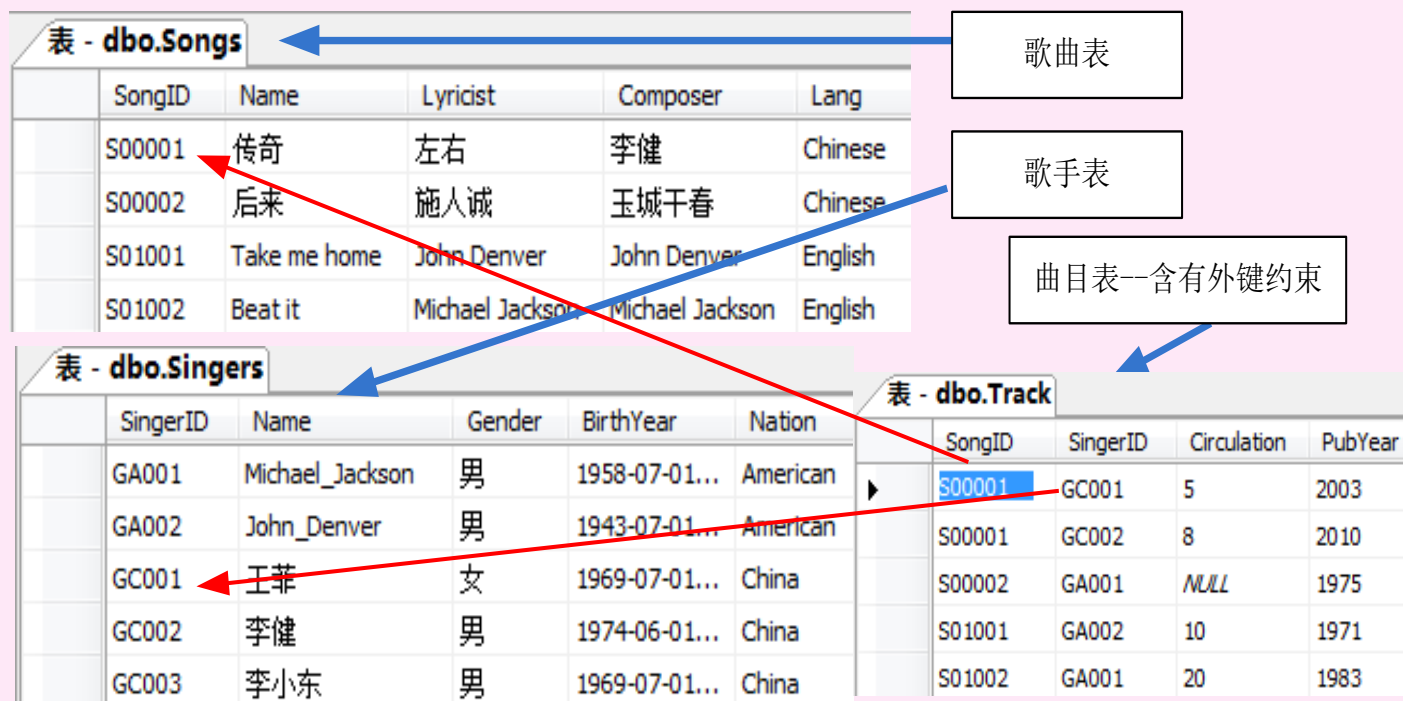 表 - dbo.Songs
SongID Name Lyricist Composer Lang
S00001 传奇 左右 李健 Chinese
S00002 后来 施人诚 玉城干春 Chinese
S01001 Take me home John Denver John Denver English
S01002 Beat it Michael Jackson Michael Jackson English
歌曲表
歌手表
曲目表--含有外键约束
表 - dbo.Singers
SingerID Name Gender BirthYear Nation
GA001 Michael_Jackson 男 1958-07-01... American
GA002 John_Denver 男 1943-07-01... American
GC001 王菲 女 1969-07-01... China
GC002 李健 男 1974-06-01... China
GC003 李小东 男 1969-07-01... China
表 - dbo.Track
SongID SingerID Circulation PubYear
S00001 GC001 5 2003
S00001 GC002 8 2010
S00002 GA001 NULL 1975
S01001 GA002 10 1971
S01002 GA001 20 1983